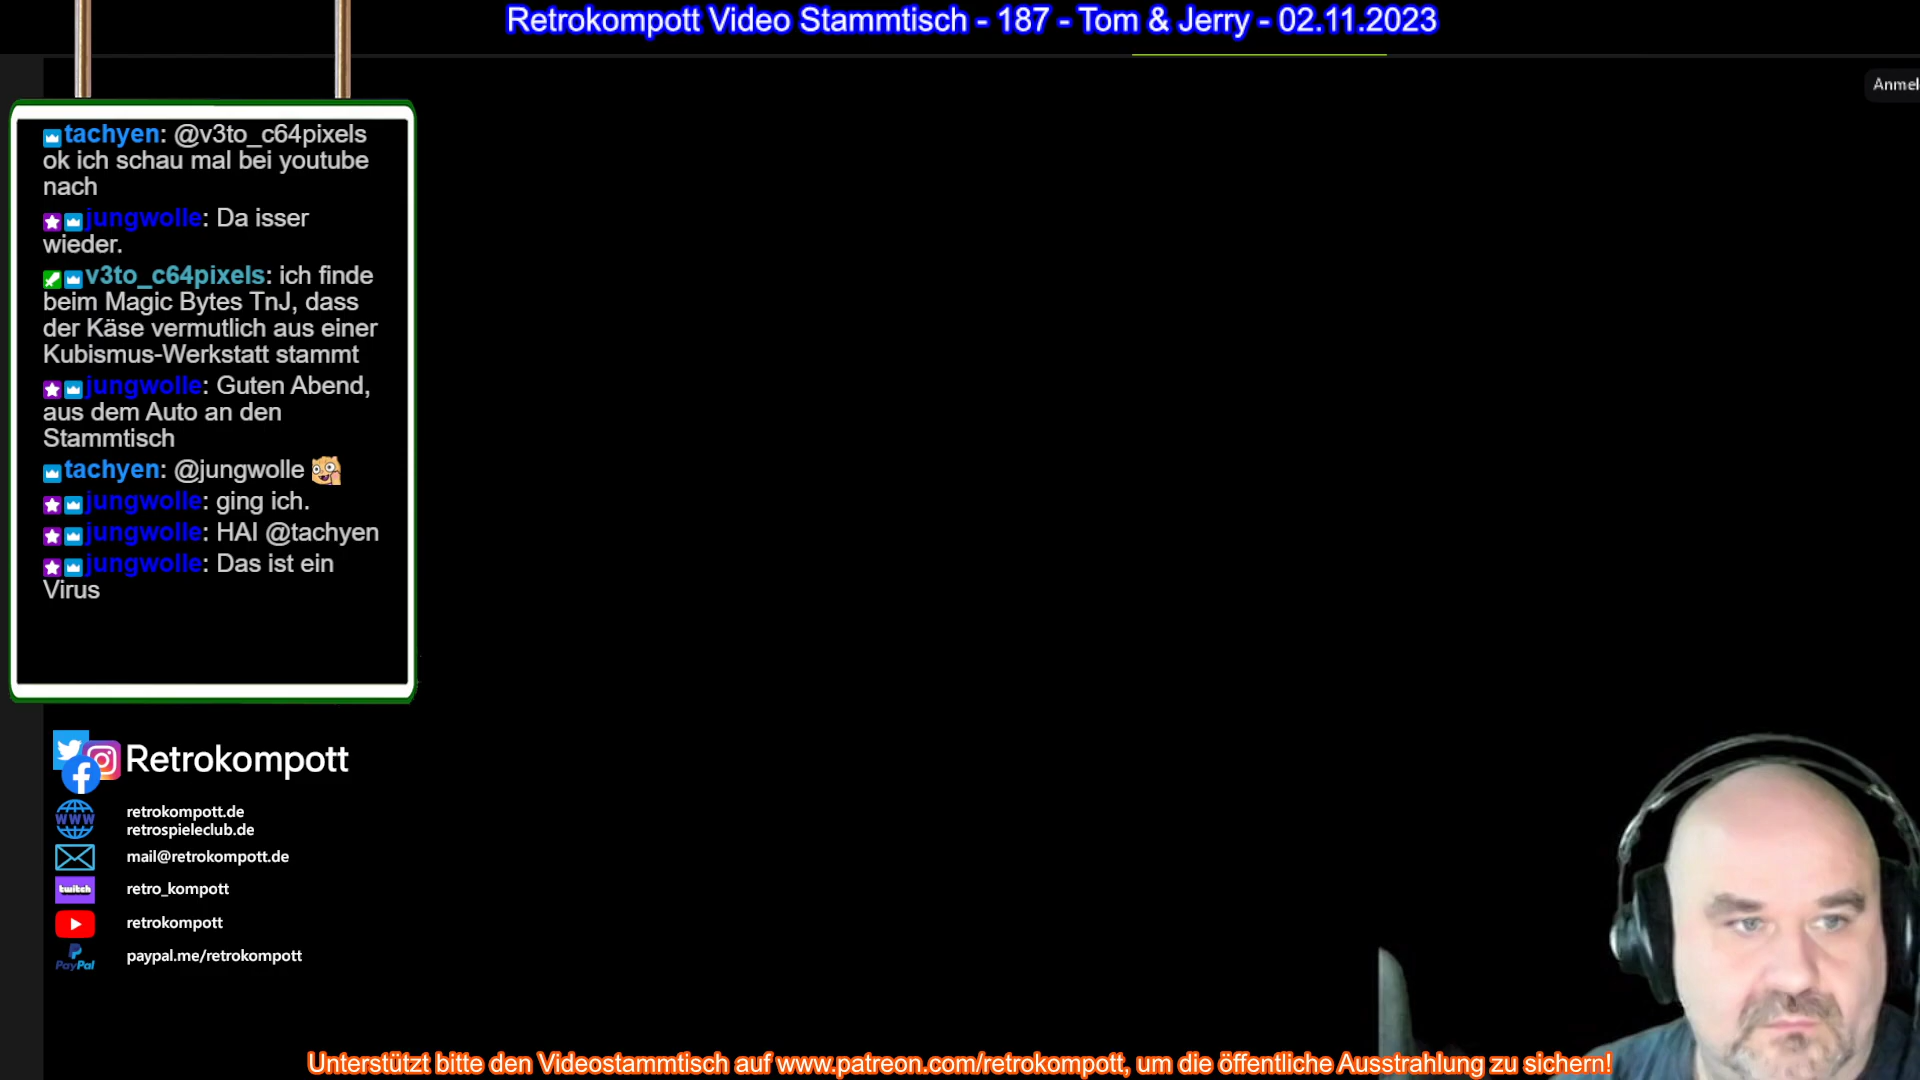 Retrokompott Video Stammtisch - 187 - Tom & Jerry - 02.11.2023
tachyen: @v3to_c64pixels
ok ich schau mal bei youtube
nach
jungwolle: Da isser
wieder.
v3to_c64pixels: ich finde
beim Magic Bytes TnJ, dass
der Käse vermutlich aus einer
Kubismus-Werkstatt stammt
jungwolle: Guten Abend,
aus dem Auto an den
Stammtisch
tachyen: @jungwolle
jungwolle: ging ich.
jungwolle: HAI @tachyen
jungwolle: Das ist ein
Virus
Retrokompott
www retrokompott.de
retrospieleclub.de
mail@retrokompott.de
twitch retro_kompott
retrokompott
PayPal paypal.me/retrokompott
Unterstützt bitte den Videostammtisch auf www.patreon.com/retrokompott, um die öffentliche Ausstrahlung zu sichern!